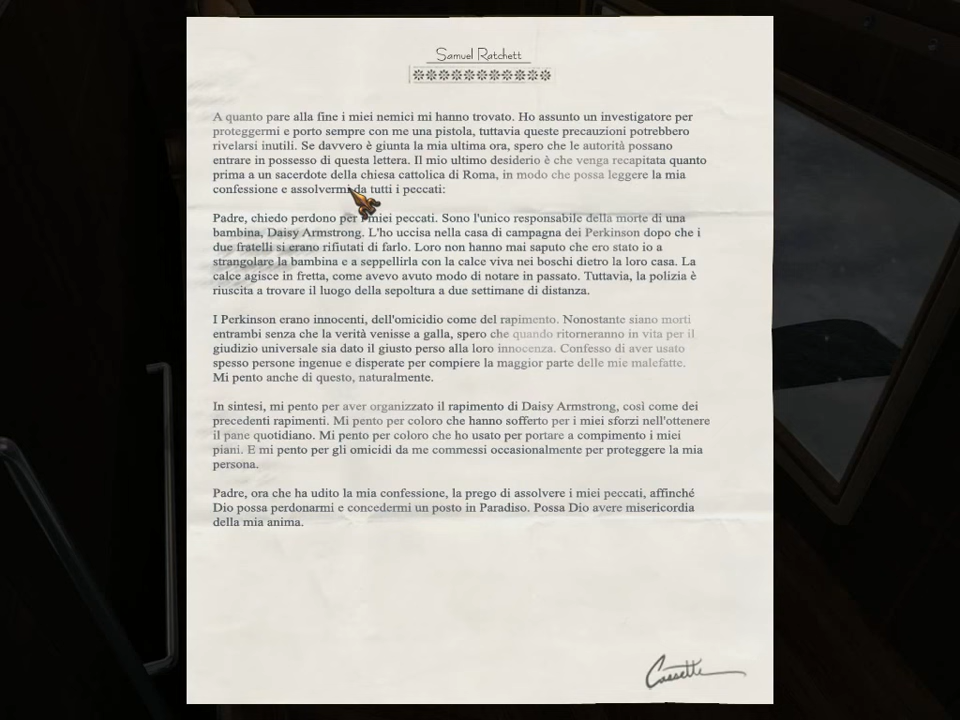 Samuel Ratchett
A quanto pare alla fine i miei nemici mi hanno trovato. Ho assunto un investigatore per
proteggermi e porto sempre con me una pistola, tuttavia queste precauzioni potrebbero
rivelarsi inutili. Se davvero è giunta la mia ultima ora, spero che le autorità possano
entrare in possesso di questa lettera. Il mio ultimo desiderio è che venga recapitata quanto
prima a un sacerdote della chiesa cattolica di Roma, in modo che possa leggere la mia
confessione e assolvermi da tutti i peccati:
Padre, chiedo perdono per i miei peccati. Sono l'unico responsabile della morte di una
bambina, Daisy Armstrong. L'ho uccisa nella casa di campagna dei Perkinson dopo che i
due fratelli si erano rifiutati di farlo. Loro non hanno mai saputo che ero stato io a
strangolare la bambina e a seppellirla con la calce viva nei boschi dietro la loro casa. La
calce agisce in fretta, come avevo avuto modo di notare in passato. Tuttavia, la polizia è
riuscita a trovare il luogo della sepoltura a due settimane di distanza.
I Perkinson erano innocenti, dell'omicidio come del rapimento. Nonostante siano morti
entrambi senza che la verità venisse a galla, spero che quando ritorneranno in vita per il
giudizio universale sia dato il giusto perso alla loro innocenza. Confesso di aver usato
spesso persone ingenue e disperate per compiere la maggior parte delle mie malefatte.
Mi pento anche di questo, naturalmente.
In sintesi, mi pento per aver organizzato il rapimento di Daisy Armstrong, così come dei
precedenti rapimenti. Mi pento per coloro che hanno sofferto per i miei sforzi nell'ottenere
il pane quotidiano. Mi pento per coloro che ho usato per portare a compimento i miei
piani. E mi pento per gli omicidi da me commessi occasionalmente per proteggere la mia
persona.
Padre, ora che ha udito la mia confessione, la prego di assolvere i miei peccati, affinché
Dio possa perdonarmi e concedermi un posto in Paradiso. Possa Dio avere misericordia
della mia anima.
Cassetti